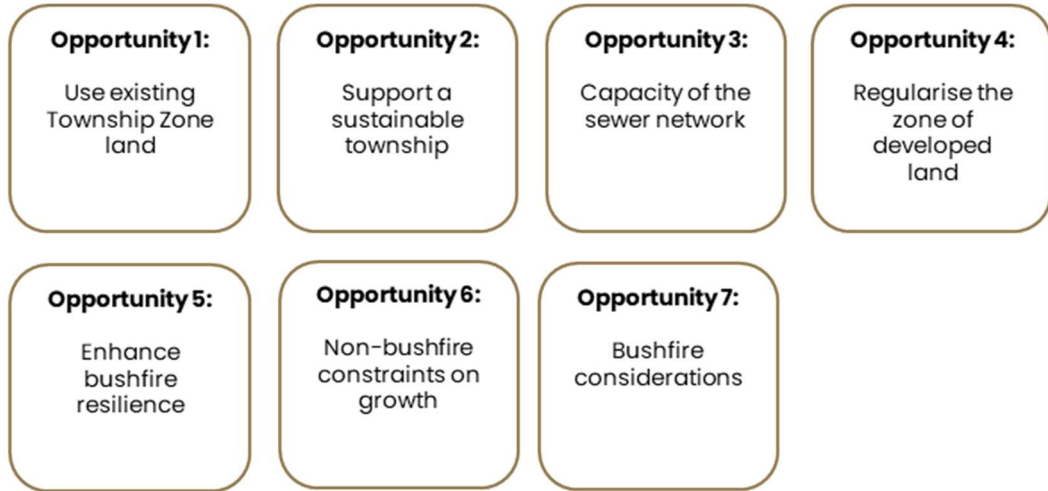 Opportunity 1:
Use existing
Township Zone
land
Opportunity 2:
Support a
sustainable
township
Opportunity 3:
Capacity of the
sewer network
Opportunity 4:
Regularise the
zone of
developed
land
Opportunity 5:
Enhance
bushfire
resilience
Opportunity 6:
Non-bushfire
constraints on
growth
Opportunity 7:
Bushfire
considerations